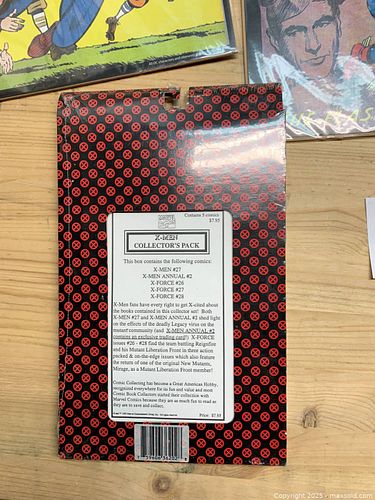 Contains 5 comics
$7.95
X-MEN
COLLECTOR'S PACK
This box contains the following comics:
X-MEN #27
X-MEN ANNUAL #2
X-FORCE #26
X-FORCE #27
X-FORCE #28
X-Men fans have every right to get X-cited about
the books contained in this collector set! Both
X-MEN #27 and X-MEN ANNUAL #2 shed light
on the effects of the deadly Legacy virus on the
mutant community (and X-MEN ANNUAL #2
contains an exclusive trading card!) X-FORCE
issues #26 - #28 find the team battling Reignfire
and his Mutant Liberation Front in three action
packed & on-the-edge issues which also feature
the return of one of the original New Mutants,
Mirage, as a Mutant Liberation Front member!
Comic Collecting has become a Great American Hobby,
recognized everywhere for its fun and value and most
Comic Book Collectors started their collection with
Marvel Comics because they are as much fun to read as
they are to save and collect.
Price: $7.95
Copyright 2025 - maxsold.com